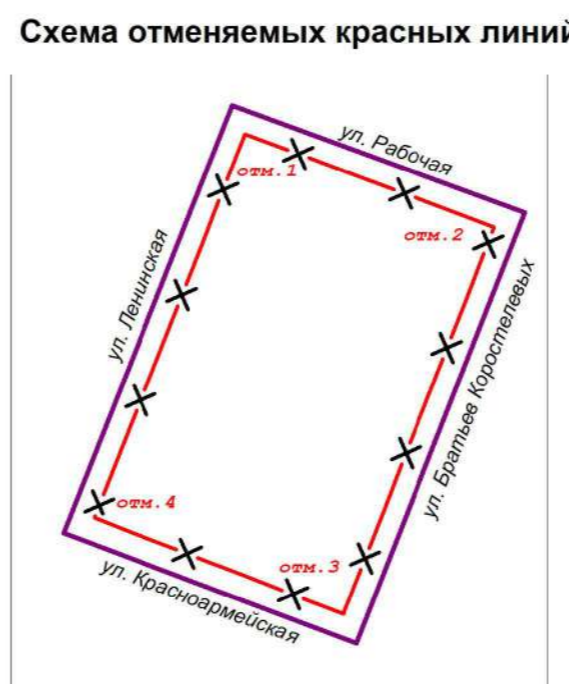 Схема отменяемых красных линий
ул. Рабочая
отм.1
отм.2
ул. Ленинская
ул. Братьев Коростелевых
отм.4
отм.3
ул. Красноармейская